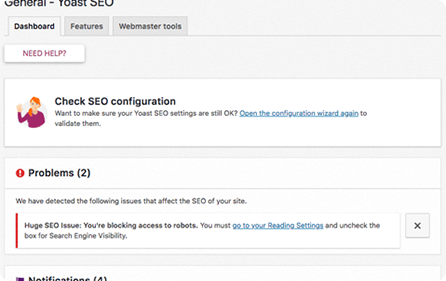 General - Yoast SEO
Dashboard Features Webmaster tools
NEED HELP?
Check SEO configuration
Want to make sure your Yoast SEO settings are still OK? Open the configuration wizard again to
validate them.
Problems (2)
We have detected the following issues that affect the SEO of your site.
Huge SEO Issue: You're blocking access to robots. You must go to your Reading Settings and uncheck the
box for Search Engine Visibility.
Notifications (4)